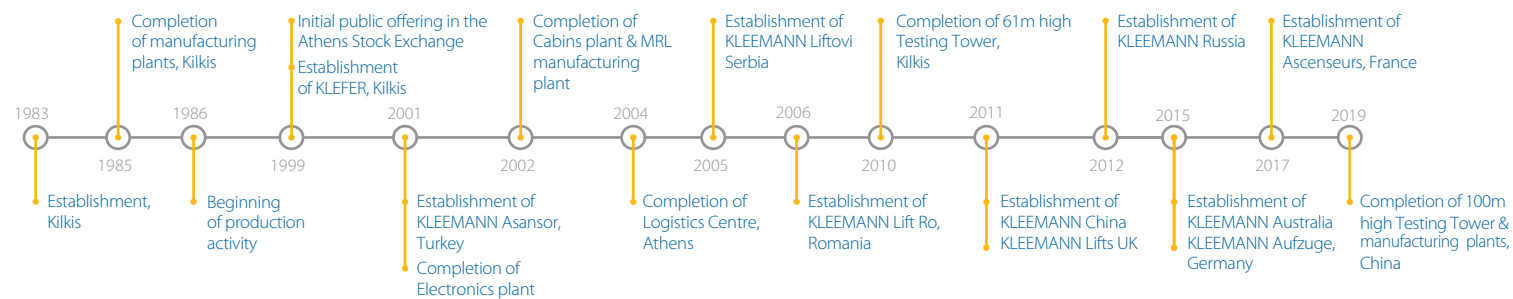 1983
Establishment,
Kilkis
Completion
of manufacturing
plants, Kilkis
1985
1986
Beginning
of production
activity
Initial public offering in the
Athens Stock Exchange
Establishment
of KLEFER, Kilkis
1999
2001
Establishment of
KLEEMANN Asansor,
Turkey
Completion of
Electronics plant
Completion of
Cabins plant & MRL
manufacturing
plant
2002
2004
Completion of
Logistics Centre,
Athens
Establishment of
KLEEMANN Liftovi
Serbia
2005
2006
Establishment of
KLEEMANN Lift Ro,
Romania
Completion of 61m high
Testing Tower,
Kilkis
2010
2011
Establishment of
KLEEMANN China
KLEEMANN Lifts UK
Establishment of
KLEEMANN Russia
2012
2015
Establishment of
KLEEMANN Australia
KLEEMANN Aufzuge,
Germany
Establishment of
KLEEMANN
Ascenseurs, France
2017
2019
Completion of 100m
high Testing Tower &
manufacturing plants,
China